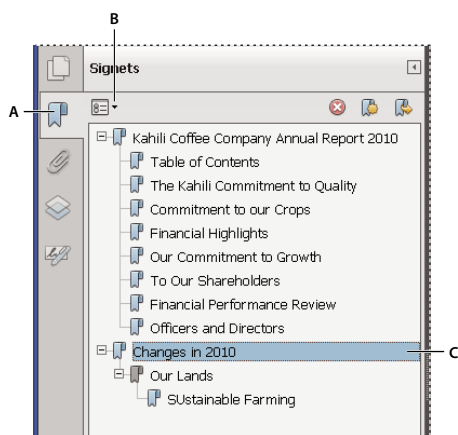 B
Signets
A
Kahili Coffee Company Annual Report 2010
Table of Contents
The Kahili Commitment to Quality
Commitment to our Crops
Financial Highlights
Our Commitment to Growth
To Our Shareholders
Financial Performance Review
Officers and Directors
Changes in 2010
C
Our Lands
SUstainable Farming